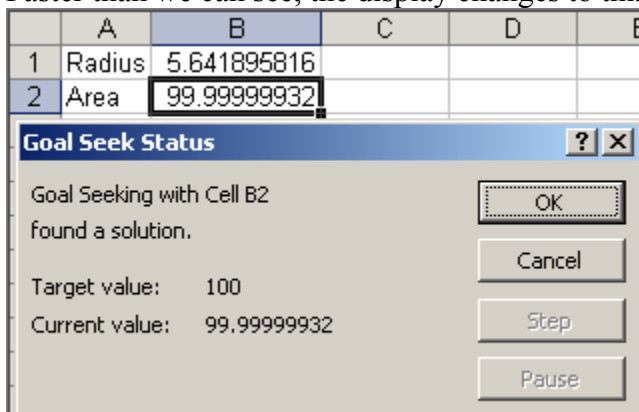 Faster than we can see, the display changes to this
A B C D E
1 Radius 5.641895816
2 Area 99.99999932
Goal Seek Status ? X
Goal Seeking with Cell B2
found a solution.
Target value: 100
Current value: 99.99999932
OK
Cancel
Step
Pause